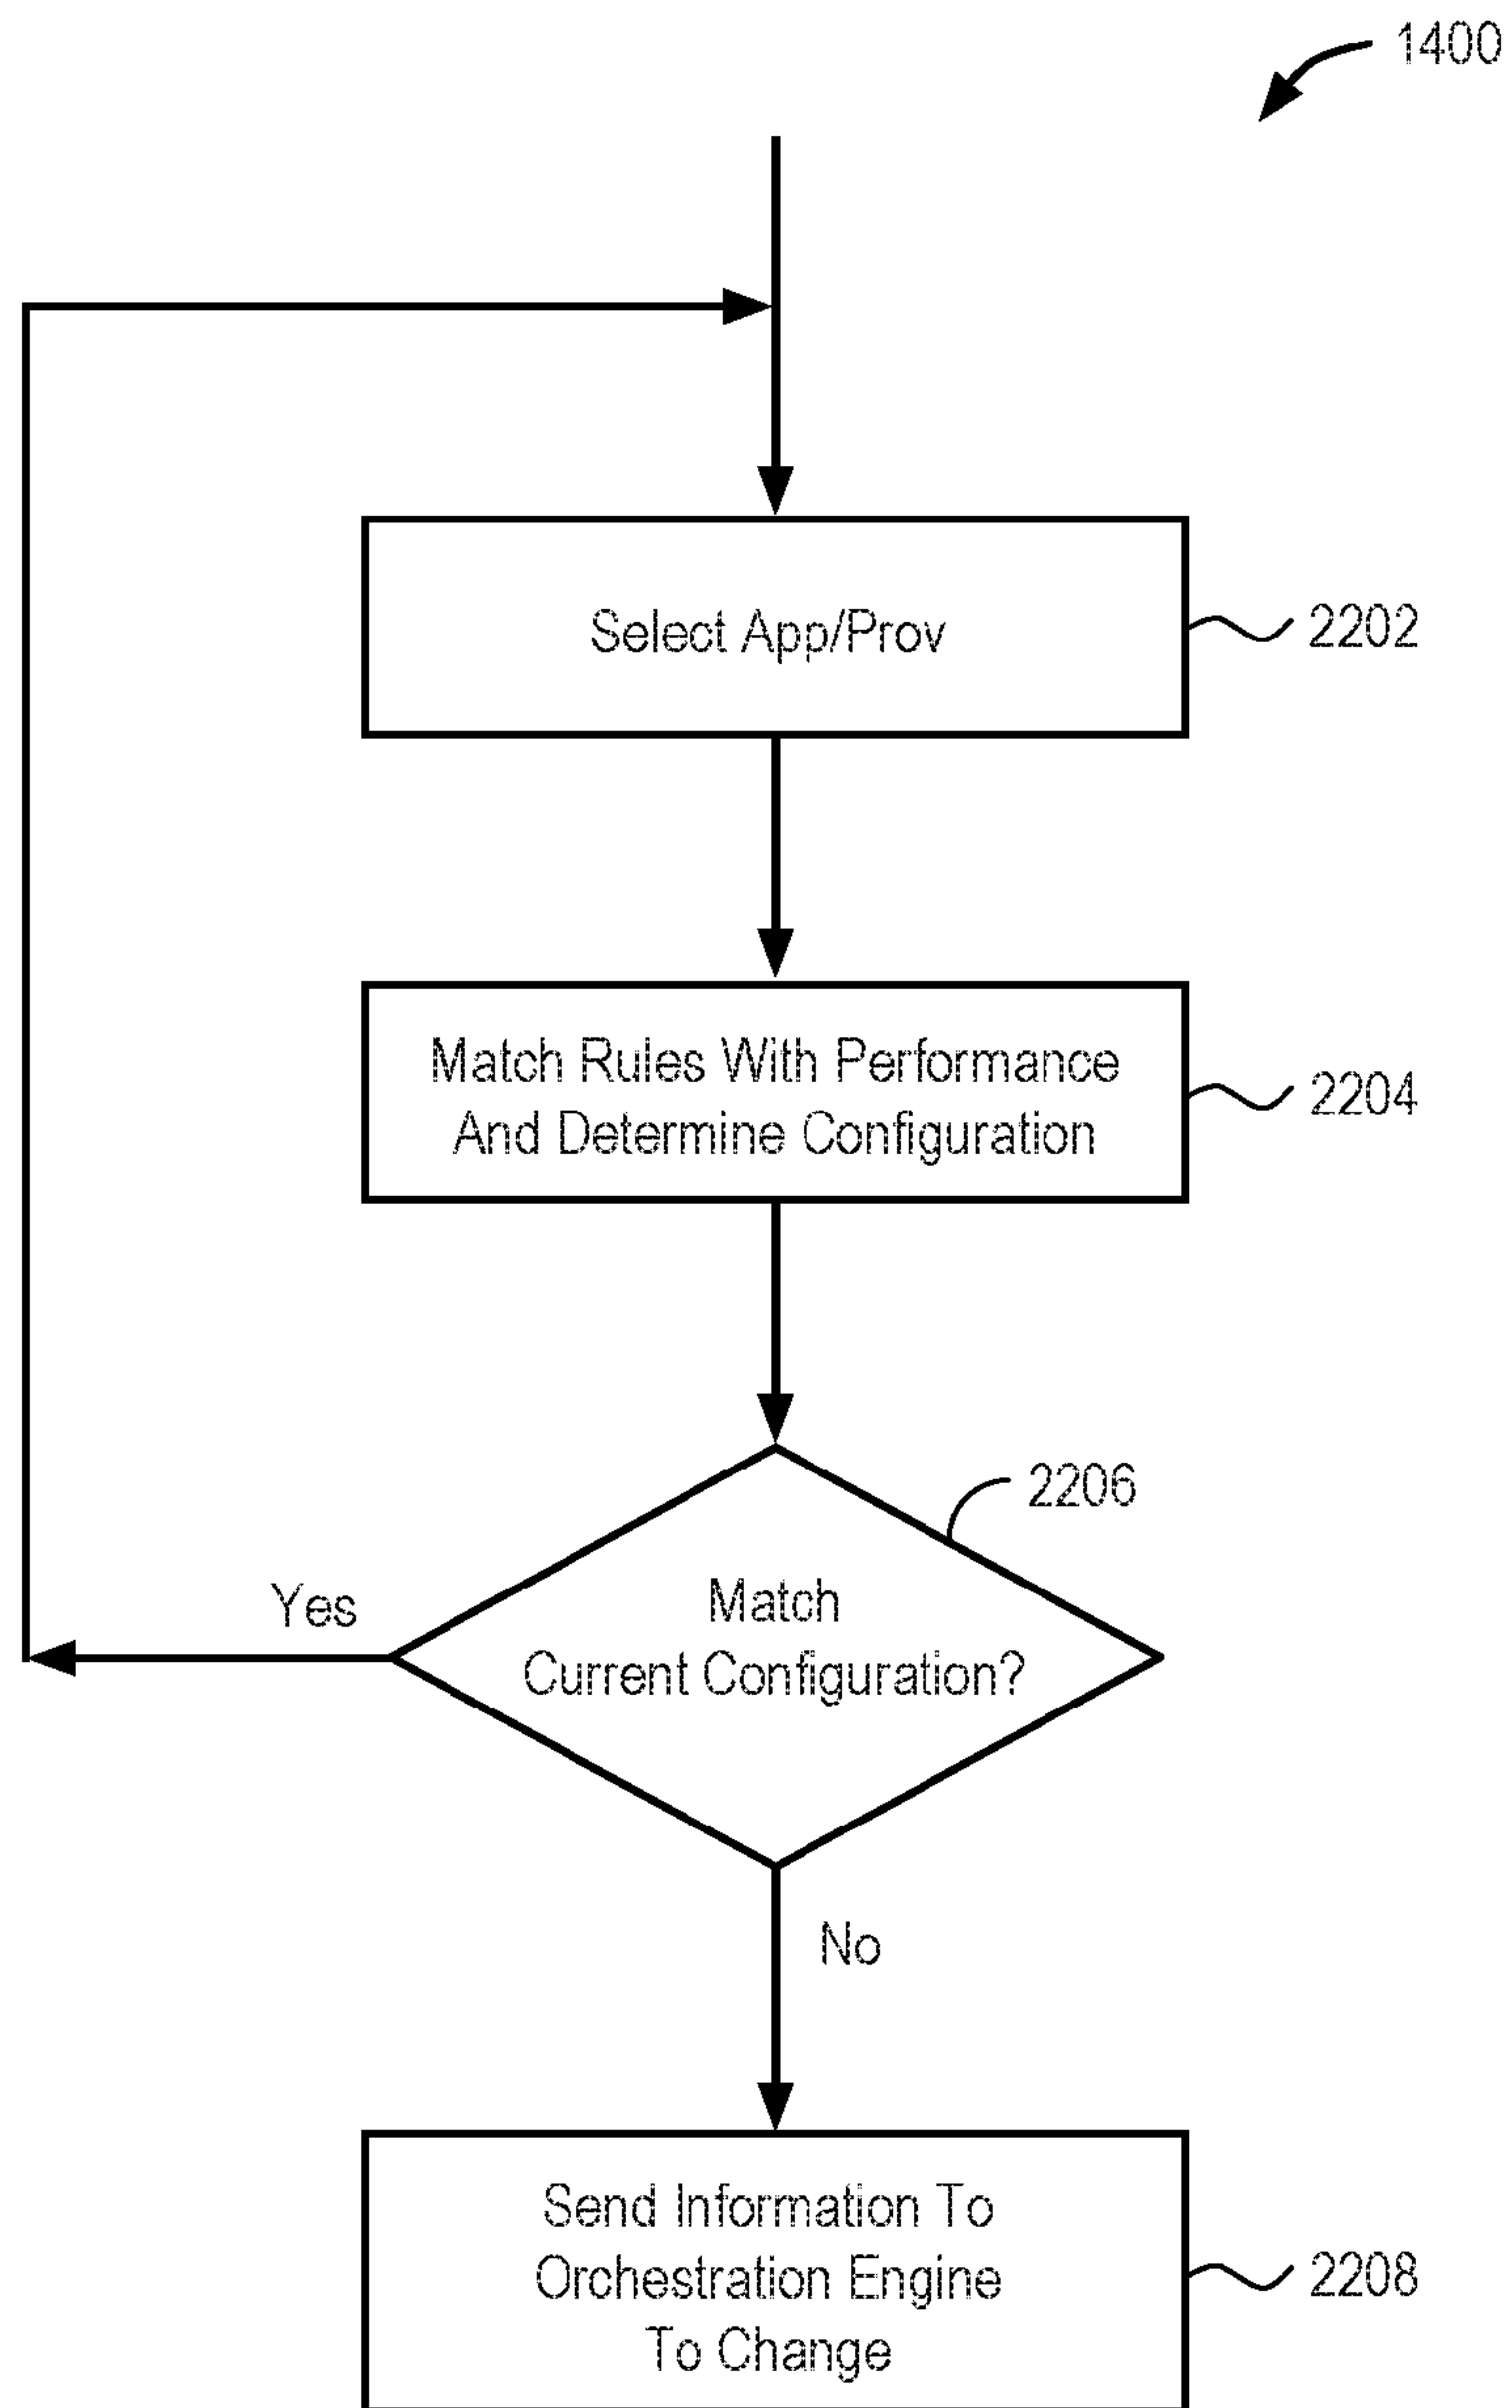 1400
Select App/Prov
2202
Match Rules With Performance
And Determine Configuration
2204
2206
Match
Current Configuration?
Yes
No
Send Information To
Orchestration Engine
To Change
2208